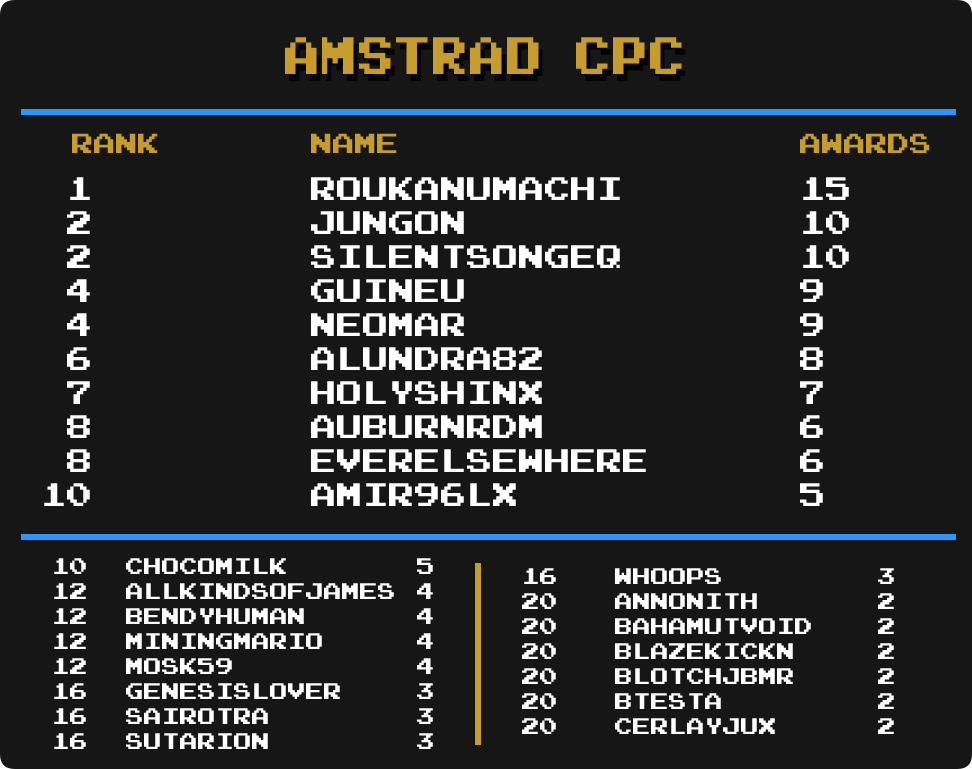 AMSTRAD CPC
RANK NAME AWARDS
1 ROUKANUMACHI 15
2 JUNGON 10
2 SILENTSONGEQ 10
4 GUINEU 9
4 NEOMAR 9
6 ALUNDRA82 8
7 HOLYSHINX 7
8 AUBURNRDM 6
8 EVERELSEWHERE 6
10 AMIR96LX 5
10 CHOCOMILK 5
12 ALLKINDSOFJAMES 4
12 BENDYHUMAN 4
12 MININGMARIO 4
12 MOSK59 4
16 GENESISLOVER 3
16 SAIROTRA 3
16 SUTARION 3
16 WHOOPS 3
20 ANNONITH 2
20 BAHAMUTVOID 2
20 BLAZEKICKN 2
20 BLOTCHJBMR 2
20 BTESTA 2
20 CERLAYJUX 2